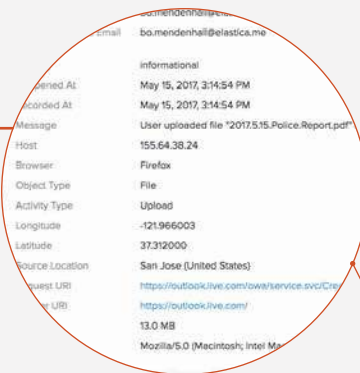 Email bo.mendenhall@elastica.me
informational
May 15, 2017, 3:14:54 PM
May 15, 2017, 3:14:54 PM
Message User uploaded file "2017.5.15.Police.Report.pdf"
Host 155.64.38.24
Browser Firefox
Object Type File
Activity Type Upload
Longitude -121.966003
Latitude 37.312000
Source Location San Jose (United States)
URI https://outlook.live.com/owa/service.svc/Cre
URI https://outlook.live.com/
13.0 MB
Mozilla/5.0 (Macintosh; Intel Ma